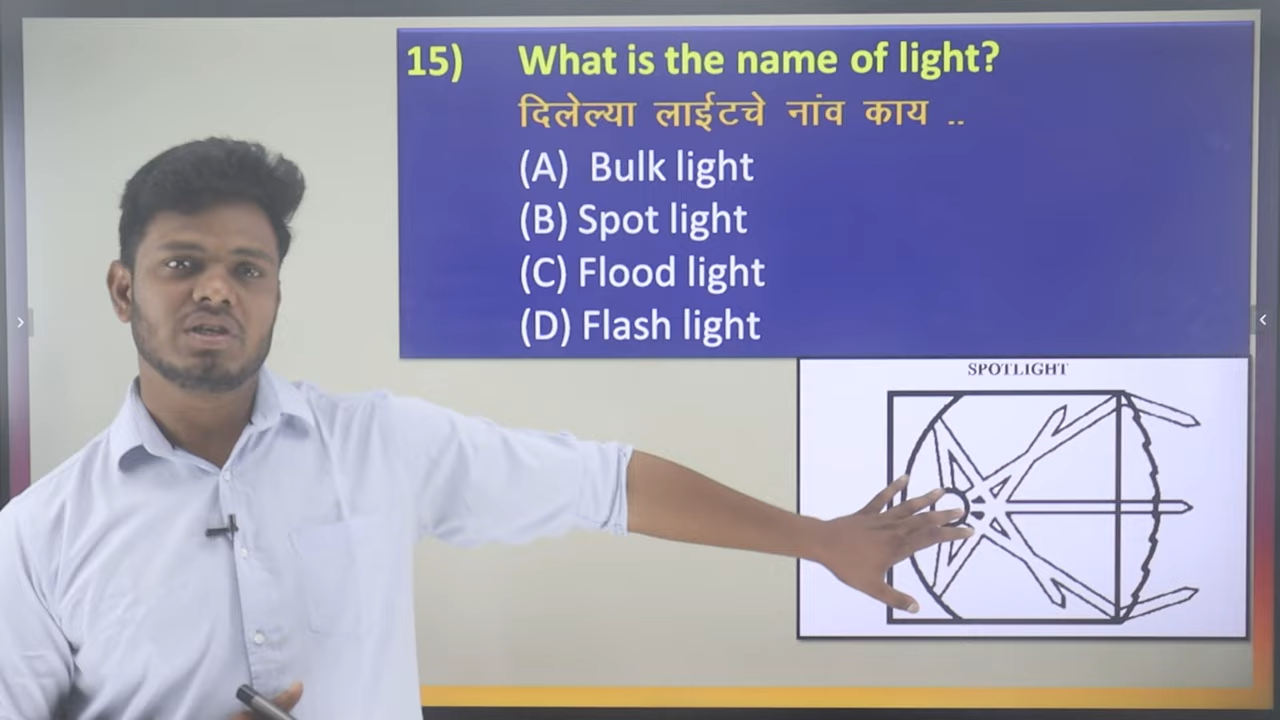 15) What is the name of light?
दिलेल्या लाईटचे नांव काय ..
(A) Bulk light
(B) Spot light
(C) Flood light
(D) Flash light
SPOTLIGHT